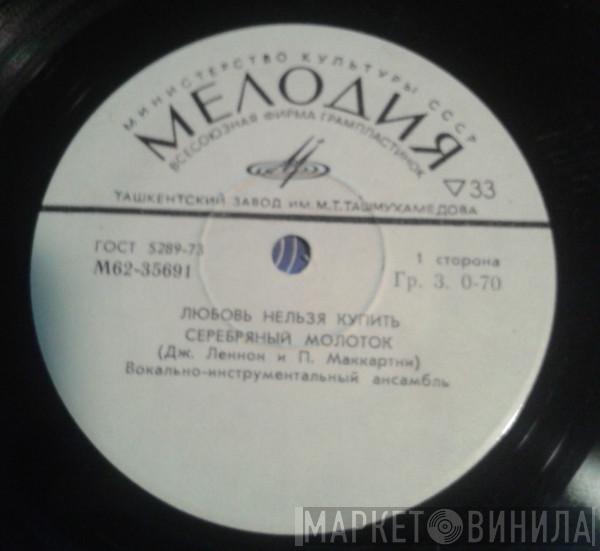 МИНИСТЕРСТВО КУЛЬТУРЫ СССР
МЕЛОДИЯ
ВСЕСОЮЗНАЯ ФИРМА ГРАМПЛАСТИНОК
▽33
ТАШКЕНТСКИЙ ЗАВОД ИМ. М.Т.ТАШМУХАМЕДОВА
ГОСТ 5289-73
М62-35691
1 сторона
Гр. 3. 0-70
ЛЮБОВЬ НЕЛЬЗЯ КУПИТЬ
СЕРЕБРЯНЫЙ МОЛОТОК
(Дж. Леннон и П. Маккартни)
Вокально-инструментальный ансамбль
МАРКЕТ ВИНИЛА